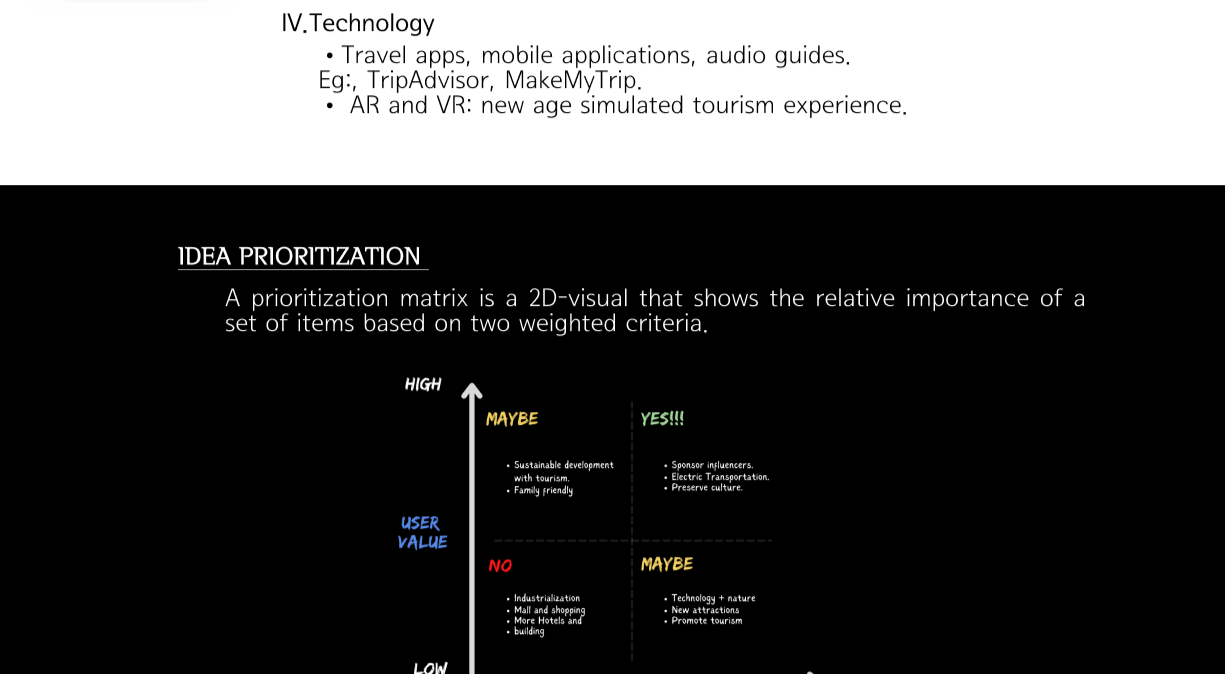 IV.Technology
• Travel apps, mobile applications, audio guides.
Eg:, TripAdvisor, MakeMyTrip.
• AR and VR: new age simulated tourism experience.
IDEA PRIORITIZATION
A prioritization matrix is a 2D-visual that shows the relative importance of a
set of items based on two weighted criteria.
HIGH
MAYBE
• Sustainable development
with tourism.
• Family friendly
YES!!!
• Sponsor influencers.
• Electric Transportation.
• Preserve culture.
USER
VALUE
NO
• Industrialization
• Mall and shopping
• More Hotels and
• building
MAYBE
• Technology + nature
• New attractions
• Promote tourism
LOW